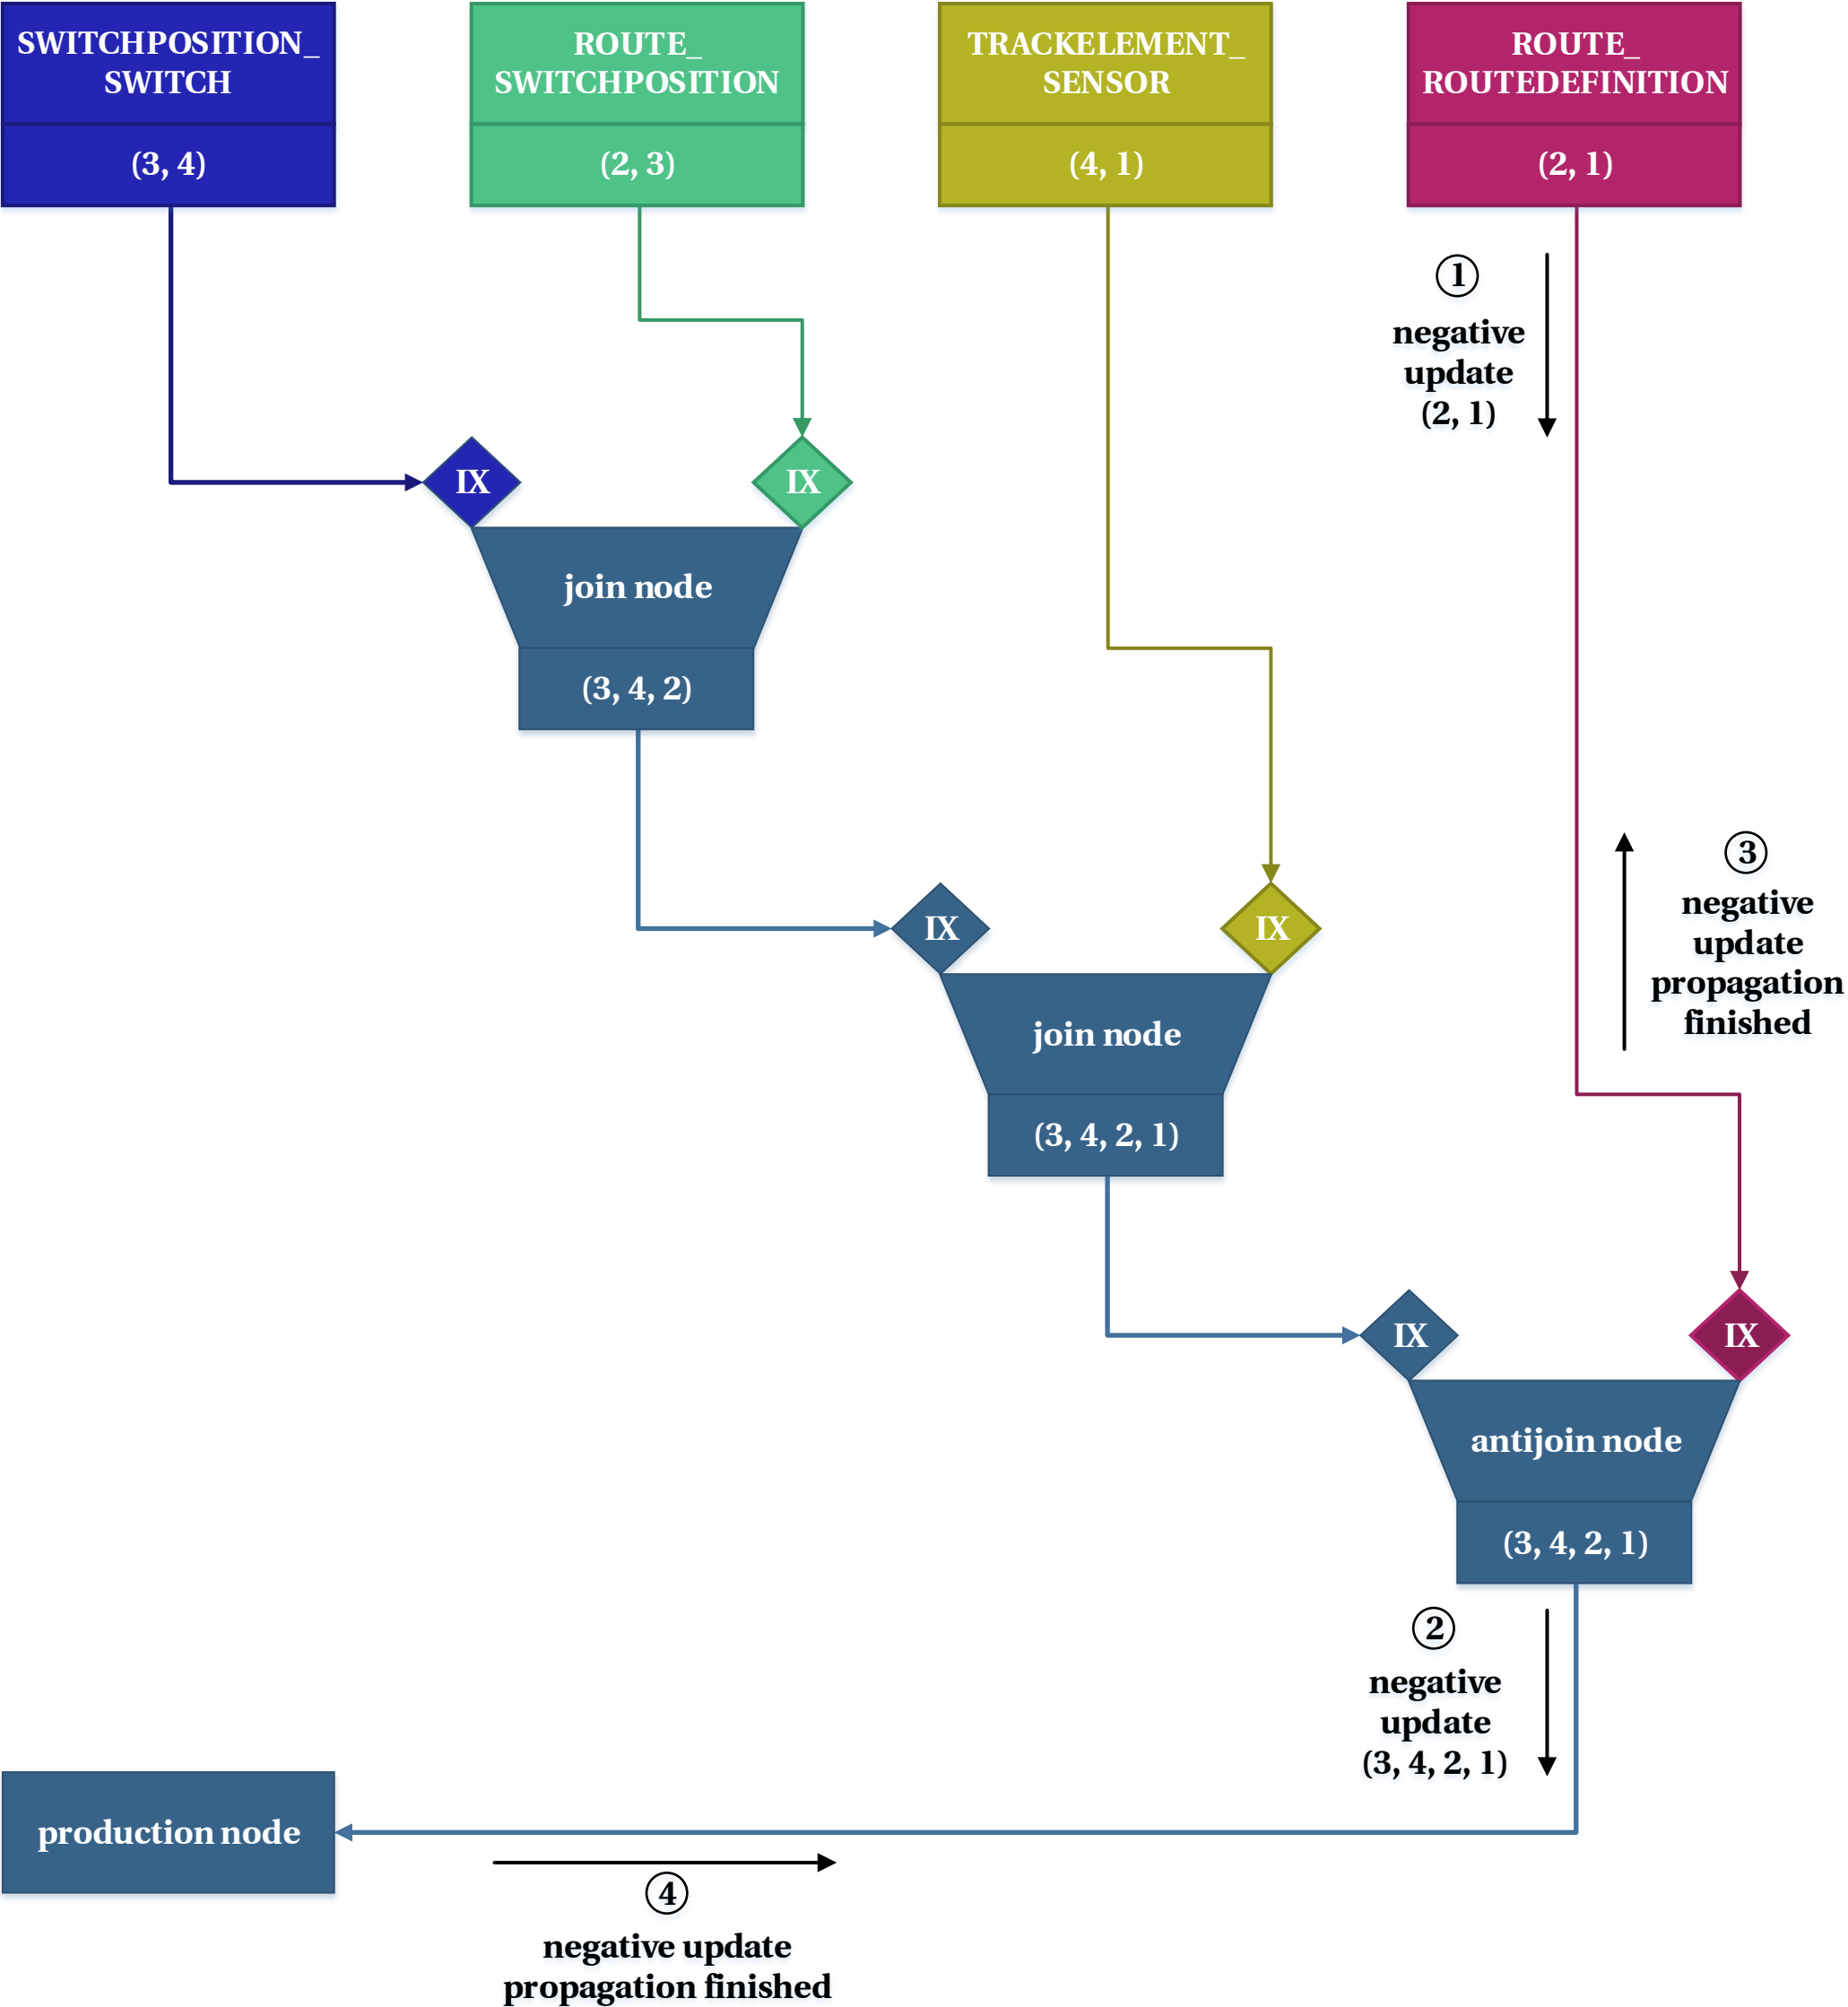 SWITCHPOSITION_
SWITCH
(3, 4)
ROUTE_
SWITCHPOSITION
(2, 3)
TRACKELEMENT_
SENSOR
(4, 1)
ROUTE_
ROUTEDEFINITION
(2, 1)
1
negative
update
(2, 1)
IX
IX
join node
(3, 4, 2)
3
negative
update
propagation
finished
IX
IX
join node
(3, 4, 2, 1)
IX
IX
antijoin node
(3, 4, 2, 1)
2
negative
update
(3, 4, 2, 1)
production node
4
negative update
propagation finished